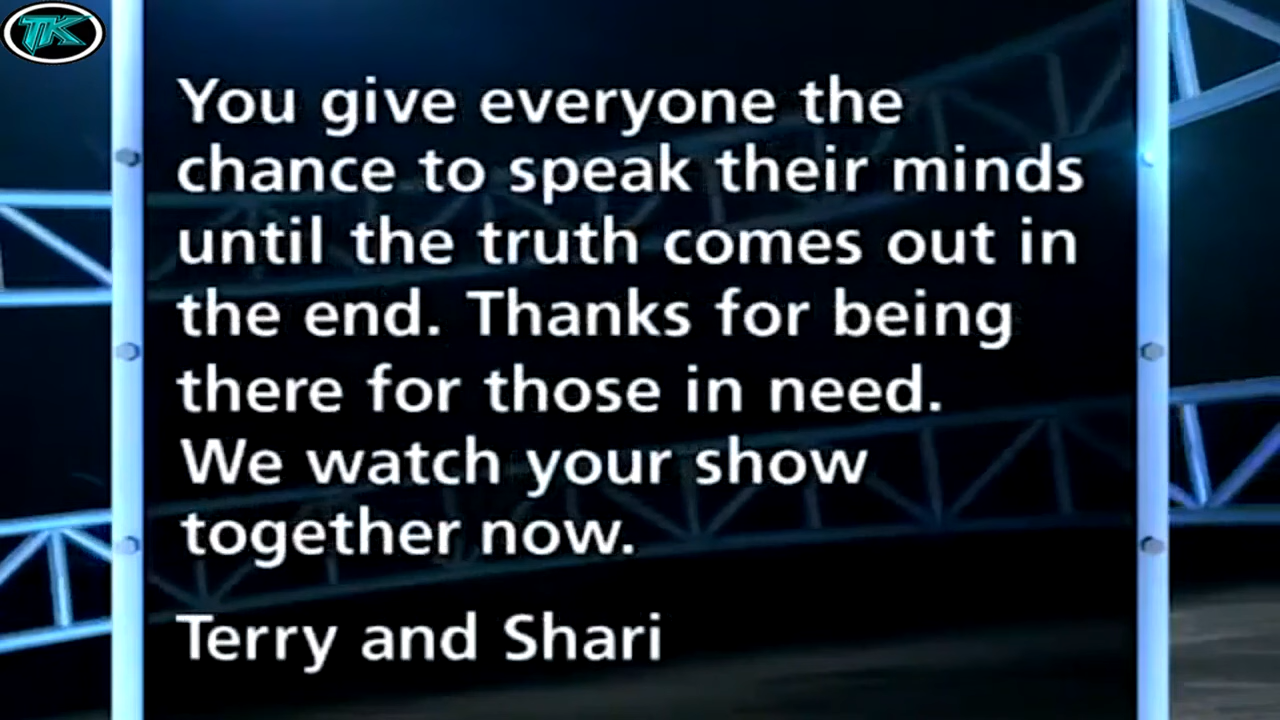 TK
You give everyone the
chance to speak their minds
until the truth comes out in
the end. Thanks for being
there for those in need.
We watch your show
together now.
Terry and Shari